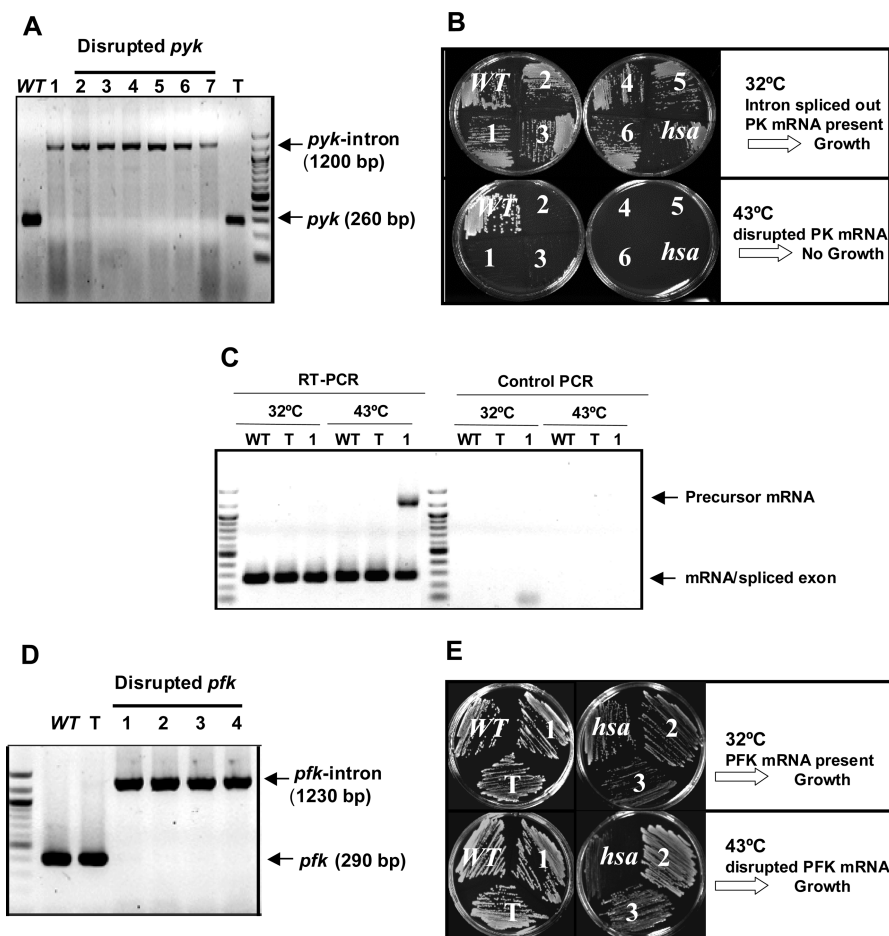 A
Disrupted pyk
WT 1 2 3 4 5 6 7 T
pyk-intron
(1200 bp)
pyk (260 bp)
B
WT 2 4 5
1 3 6 hsa
32ºC
Intron spliced out
PK mRNA present
Growth
WT 2 4 5
1 3 6 hsa
43ºC
disrupted PK mRNA
No Growth
C
RT-PCR Control PCR
32ºC 43ºC 32ºC 43ºC
WT T 1 WT T 1 WT T 1 WT T 1
Precursor mRNA
mRNA/spliced exon
D
Disrupted pfk
WT T 1 2 3 4
pfk-intron
(1230 bp)
pfk (290 bp)
E
WT 1 hsa 2
T 3
32ºC
PFK mRNA present
Growth
WT 1 hsa 2
T 3
43ºC
disrupted PFK mRNA
Growth